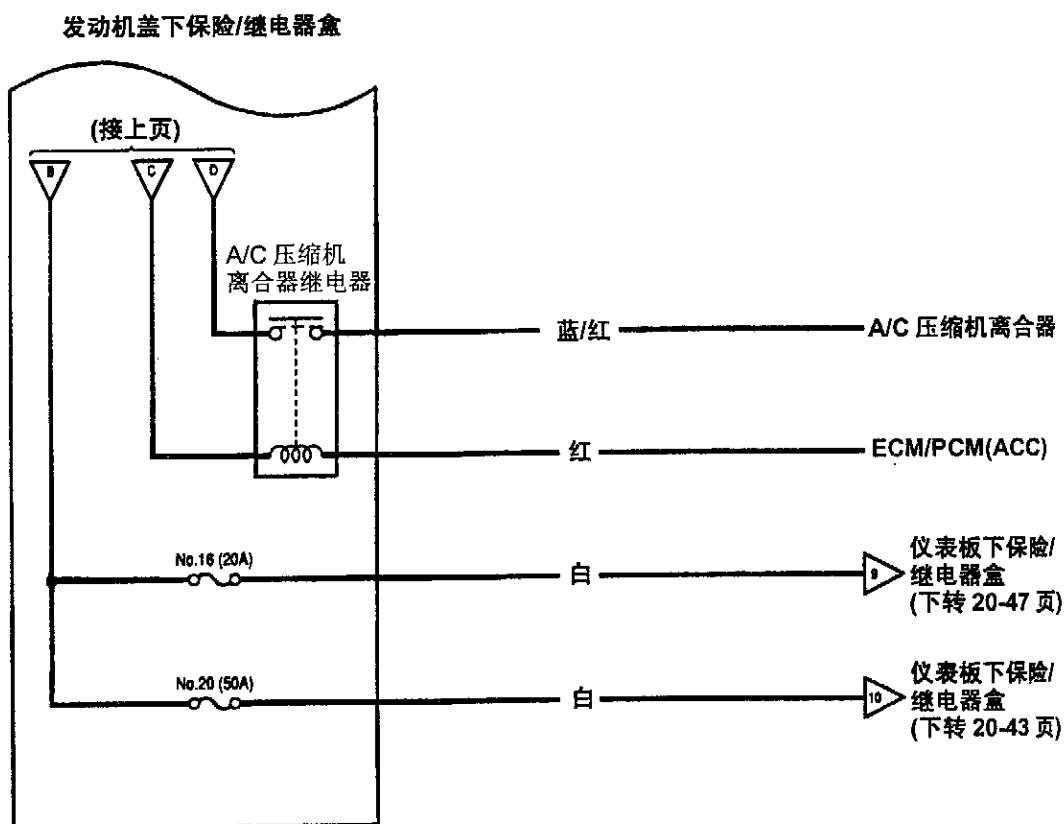 发动机盖下保险/继电器盒
(接上页)
B
C
D
A/C 压缩机
离合器继电器
蓝/红
A/C 压缩机离合器
红
ECM/PCM(ACC)
No.16 (20A)
白
9
仪表板下保险/
继电器盒
(下转 20-47 页)
No.20 (50A)
白
10
仪表板下保险/
继电器盒
(下转 20-43 页)